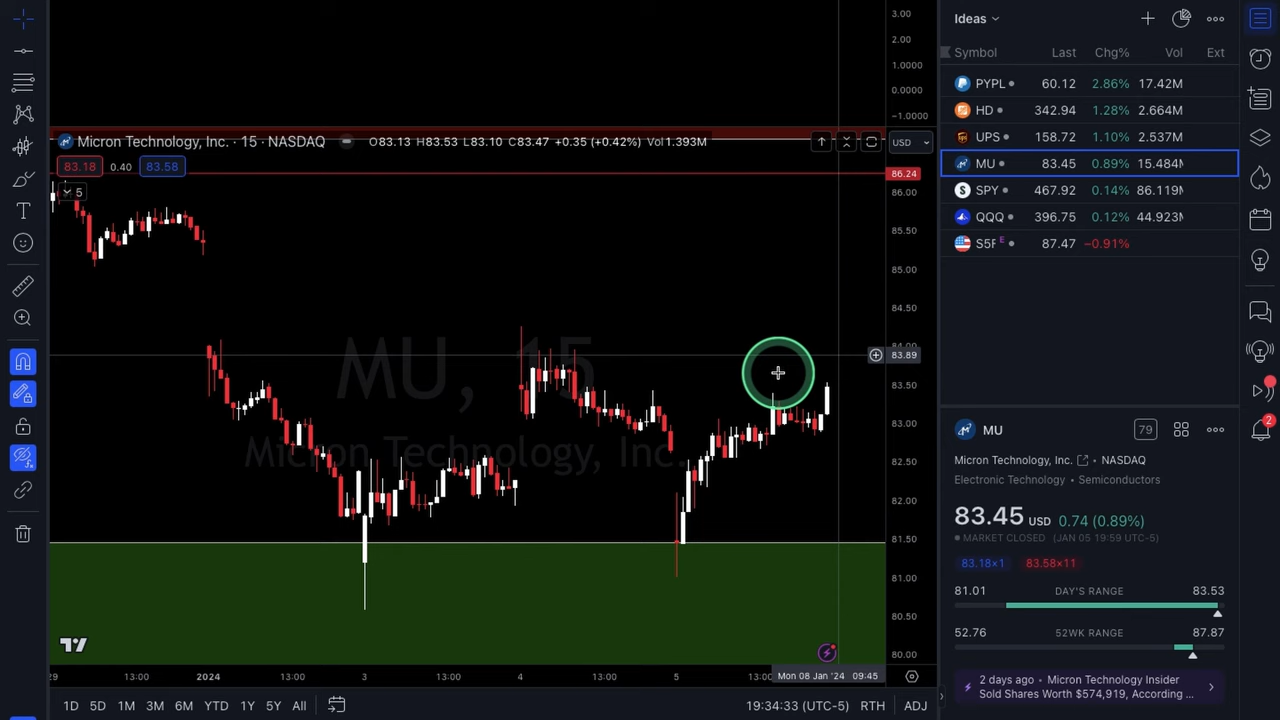 Ideas
Symbol Last Chg% Vol Ext
PYPL 60.12 2.86% 17.42M
HD 342.94 1.28% 2.664M
UPS 158.72 1.10% 2.537M
MU 83.45 0.89% 15.484M
SPY 467.92 0.14% 86.119M
QQQ 396.75 0.12% 44.923M
E 87.47 −0.91%
Micron Technology, Inc. · 15 · NASDAQ O83.13 H83.53 L83.10 C83.47 +0.35 (+0.42%) Vol1.393M
83.18 0.40 83.58
5
USD
3.00
2.00
1.0000
0.0000
−1.0000
86.24
86.00
85.50
85.00
84.50
84.00
83.89
83.50
83.00
82.50
82.00
81.50
81.00
80.50
80.00
MU, 15
Micron Technology, Inc.
29 13:00 2024 13:00 3 13:00 4 13:00 5 13:00 Mon 08 Jan '24 09:45
1D 5D 1M 3M 6M YTD 1Y 5Y All
19:34:33 (UTC-5) RTH ADJ
MU 79
Micron Technology, Inc. • NASDAQ
Electronic Technology • Semiconductors
83.45 USD 0.74 (0.89%)
MARKET CLOSED (JAN 05 19:59 UTC-5)
83.18×1 83.58×11
81.01 DAY'S RANGE 83.53
52.76 52WK RANGE 87.87
2 days ago • Micron Technology Insider
Sold Shares Worth $574,919, According ...
2